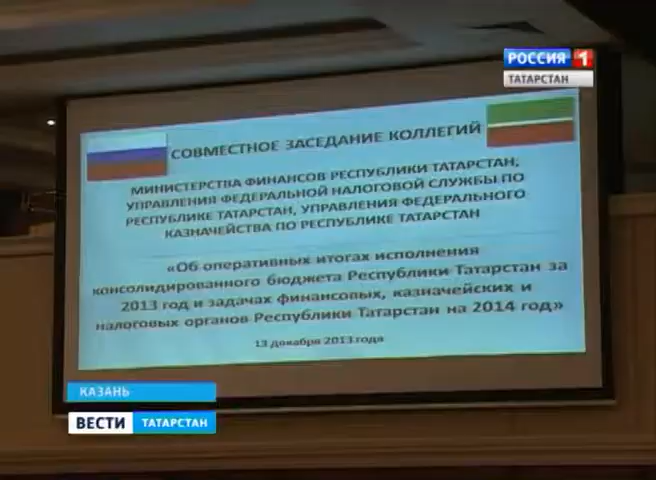 РОССИЯ 1
ТАТАРСТАН
СОВМЕСТНОЕ ЗАСЕДАНИЕ КОЛЛЕГИЙ
МИНИСТЕРСТВА ФИНАНСОВ РЕСПУБЛИКИ ТАТАРСТАН,
УПРАВЛЕНИЯ ФЕДЕРАЛЬНОЙ НАЛОГОВОЙ СЛУЖБЫ ПО
РЕСПУБЛИКЕ ТАТАРСТАН, УПРАВЛЕНИЯ ФЕДЕРАЛЬНОГО
КАЗНАЧЕЙСТВА ПО РЕСПУБЛИКЕ ТАТАРСТАН
«Об оперативных итогах исполнения
консолидированного бюджета Республики Татарстан за
2013 год и задачах финансовых, казначейских и
налоговых органов Республики Татарстан на 2014 год»
13 декабря 2013 года
КАЗАНЬ
ВЕСТИ ТАТАРСТАН